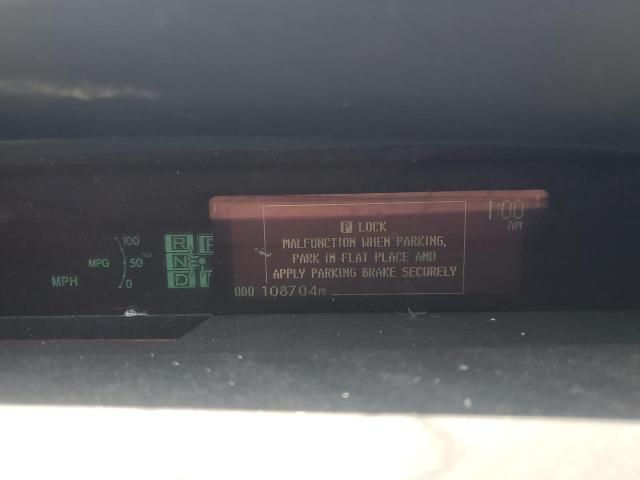 P LOCK
MALFUNCTION WHEN PARKING,
PARK IN FLAT PLACE AND
APPLY PARKING BRAKE SECURELY
1:00
AM
ODO 108704 MI
100
MPG 50
0
MPH
R
N
D